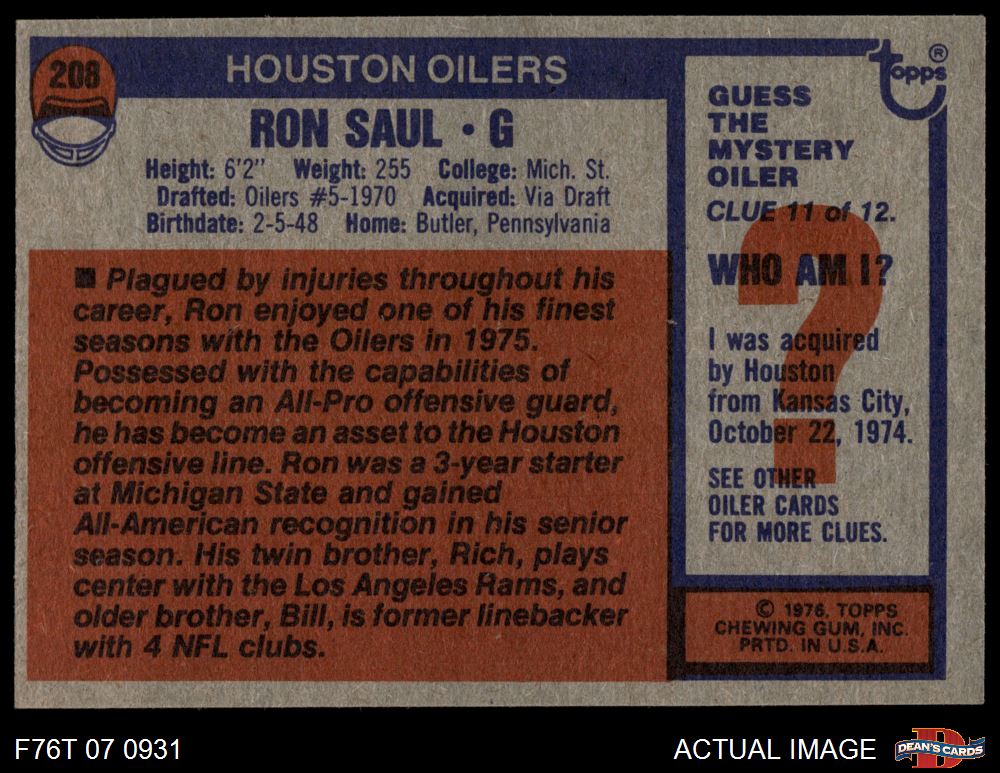 208
HOUSTON OILERS
RON SAUL • G
Height: 6'2" Weight: 255 College: Mich. St.
Drafted: Oilers #5-1970 Acquired: Via Draft
Birthdate: 2-5-48 Home: Butler, Pennsylvania
■ Plagued by injuries throughout his
career, Ron enjoyed one of his finest
seasons with the Oilers in 1975.
Possessed with the capabilities of
becoming an All-Pro offensive guard,
he has become an asset to the Houston
offensive line. Ron was a 3-year starter
at Michigan State and gained
All-American recognition in his senior
season. His twin brother, Rich, plays
center with the Los Angeles Rams, and
older brother, Bill, is former linebacker
with 4 NFL clubs.
topps ®
GUESS
THE
MYSTERY
OILER
CLUE 11 of 12.
WHO AM I?
?
I was acquired
by Houston
from Kansas City,
October 22, 1974.
SEE OTHER
OILER CARDS
FOR MORE CLUES.
© 1976, TOPPS
CHEWING GUM, INC.
PRTD. IN U.S.A.
F76T 07 0931
ACTUAL IMAGE
D
DEAN'S CARDS